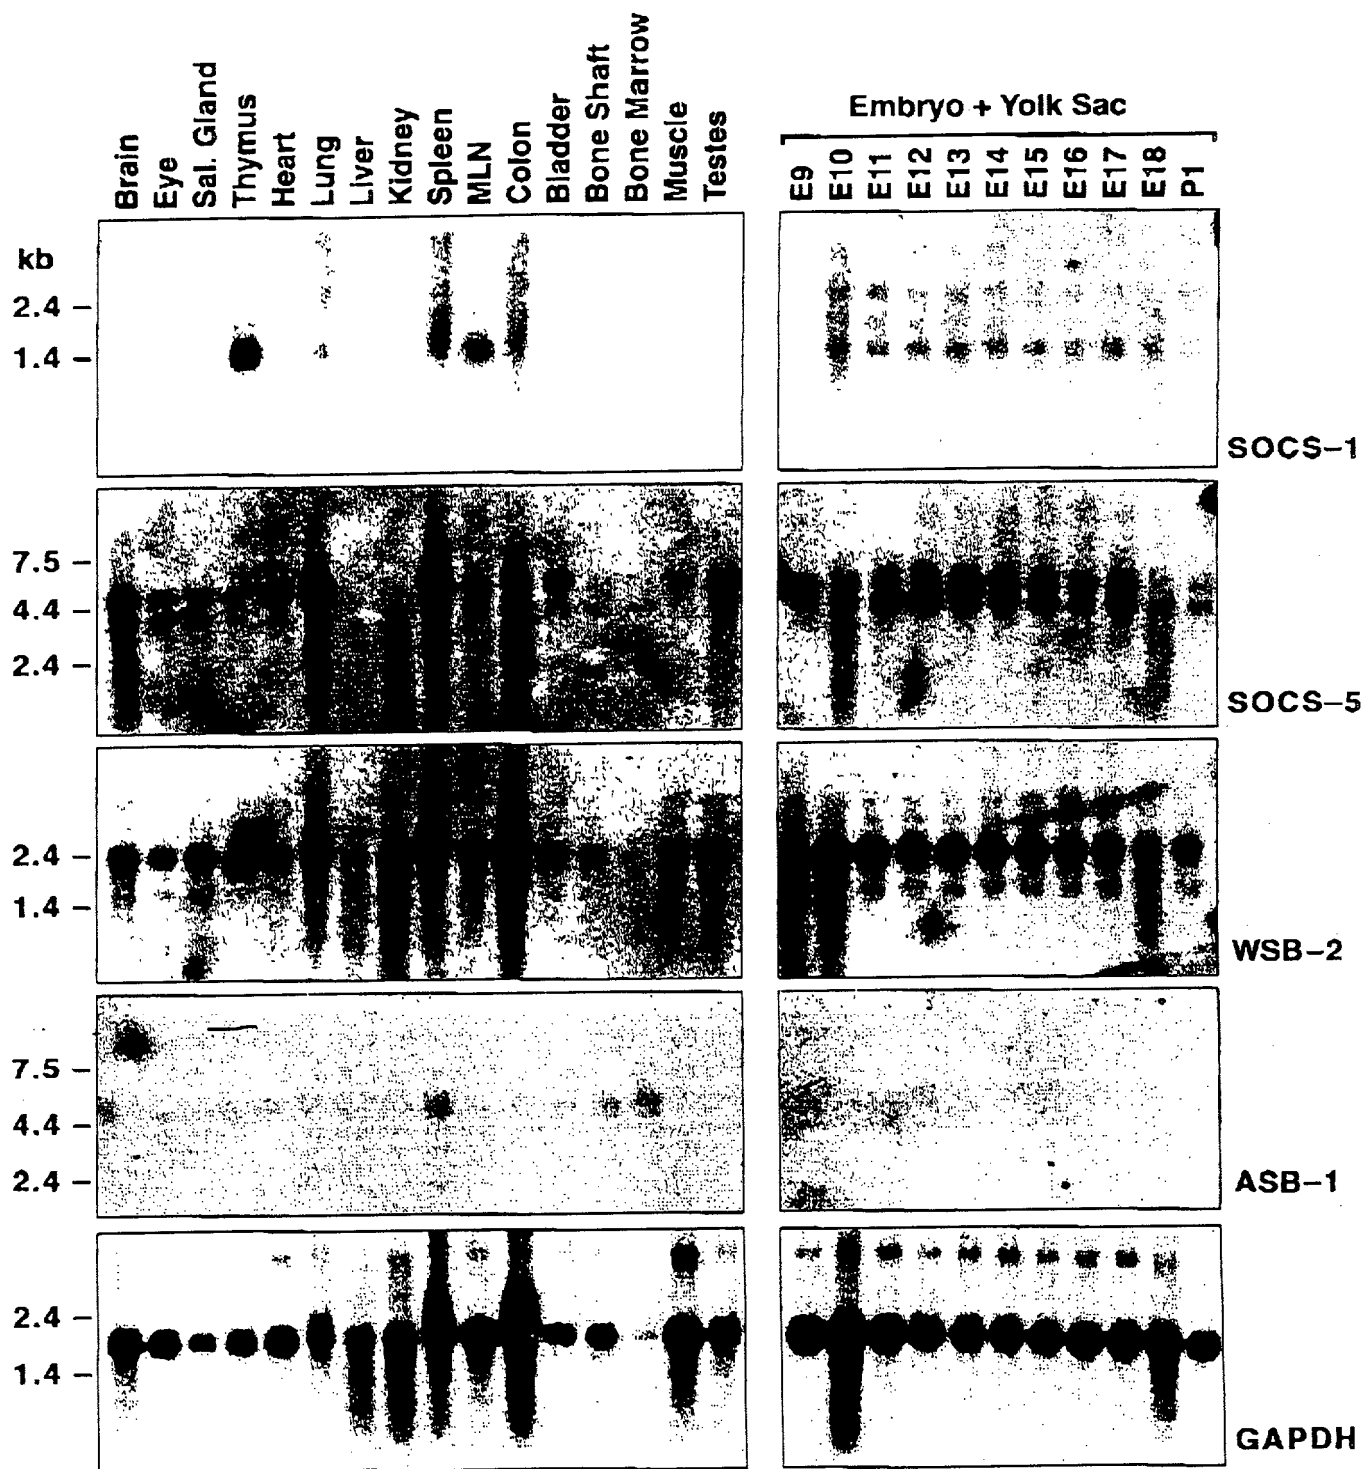 Brain
Eye
Sal. Gland
Thymus
Heart
Lung
Liver
Kidney
Spleen
MLN
Colon
Bladder
Bone Shaft
Bone Marrow
Muscle
Testes
Embryo + Yolk Sac
E9
E10
E11
E12
E13
E14
E15
E16
E17
E18
P1
kb
2.4 –
1.4 –
SOCS–1
7.5 –
4.4 –
2.4 –
SOCS–5
2.4 –
1.4 –
WSB–2
7.5 –
4.4 –
2.4 –
ASB–1
2.4 –
1.4 –
GAPDH